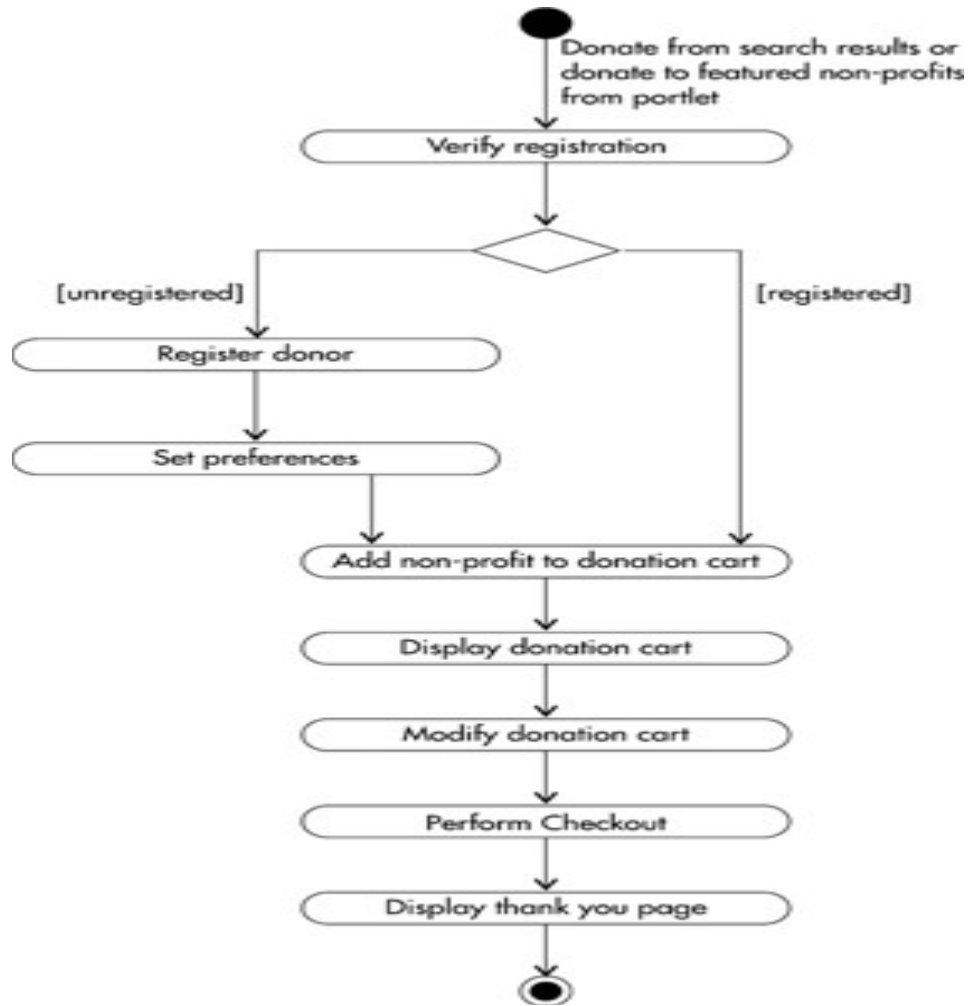 Donate from search results or
donate to featured non-profits
from portlet
Verify registration
[unregistered]
[registered]
Register donor
Set preferences
Add non-profit to donation cart
Display donation cart
Modify donation cart
Perform Checkout
Display thank you page